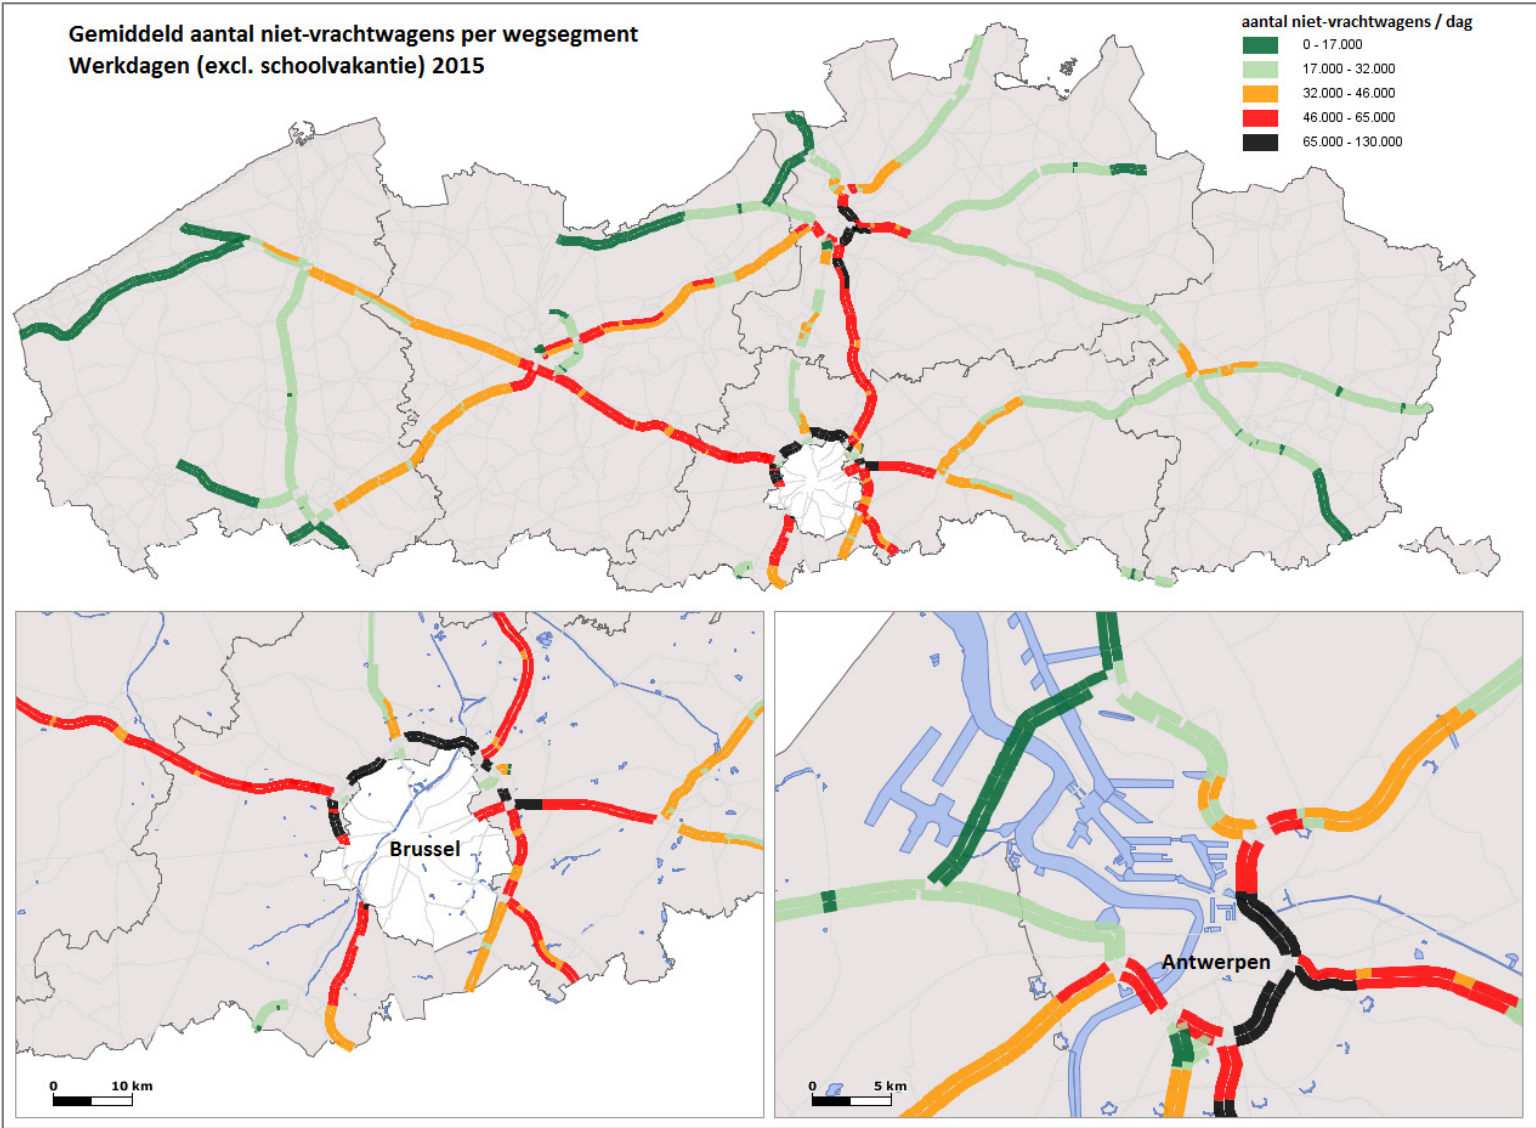 Gemiddeld aantal niet-vrachtwagens per wegsegment
Werkdagen (excl. schoolvakantie) 2015
aantal niet-vrachtwagens / dag
0 - 17.000
17.000 - 32.000
32.000 - 46.000
46.000 - 65.000
65.000 - 130.000
Brussel
0 10 km
Antwerpen
0 5 km